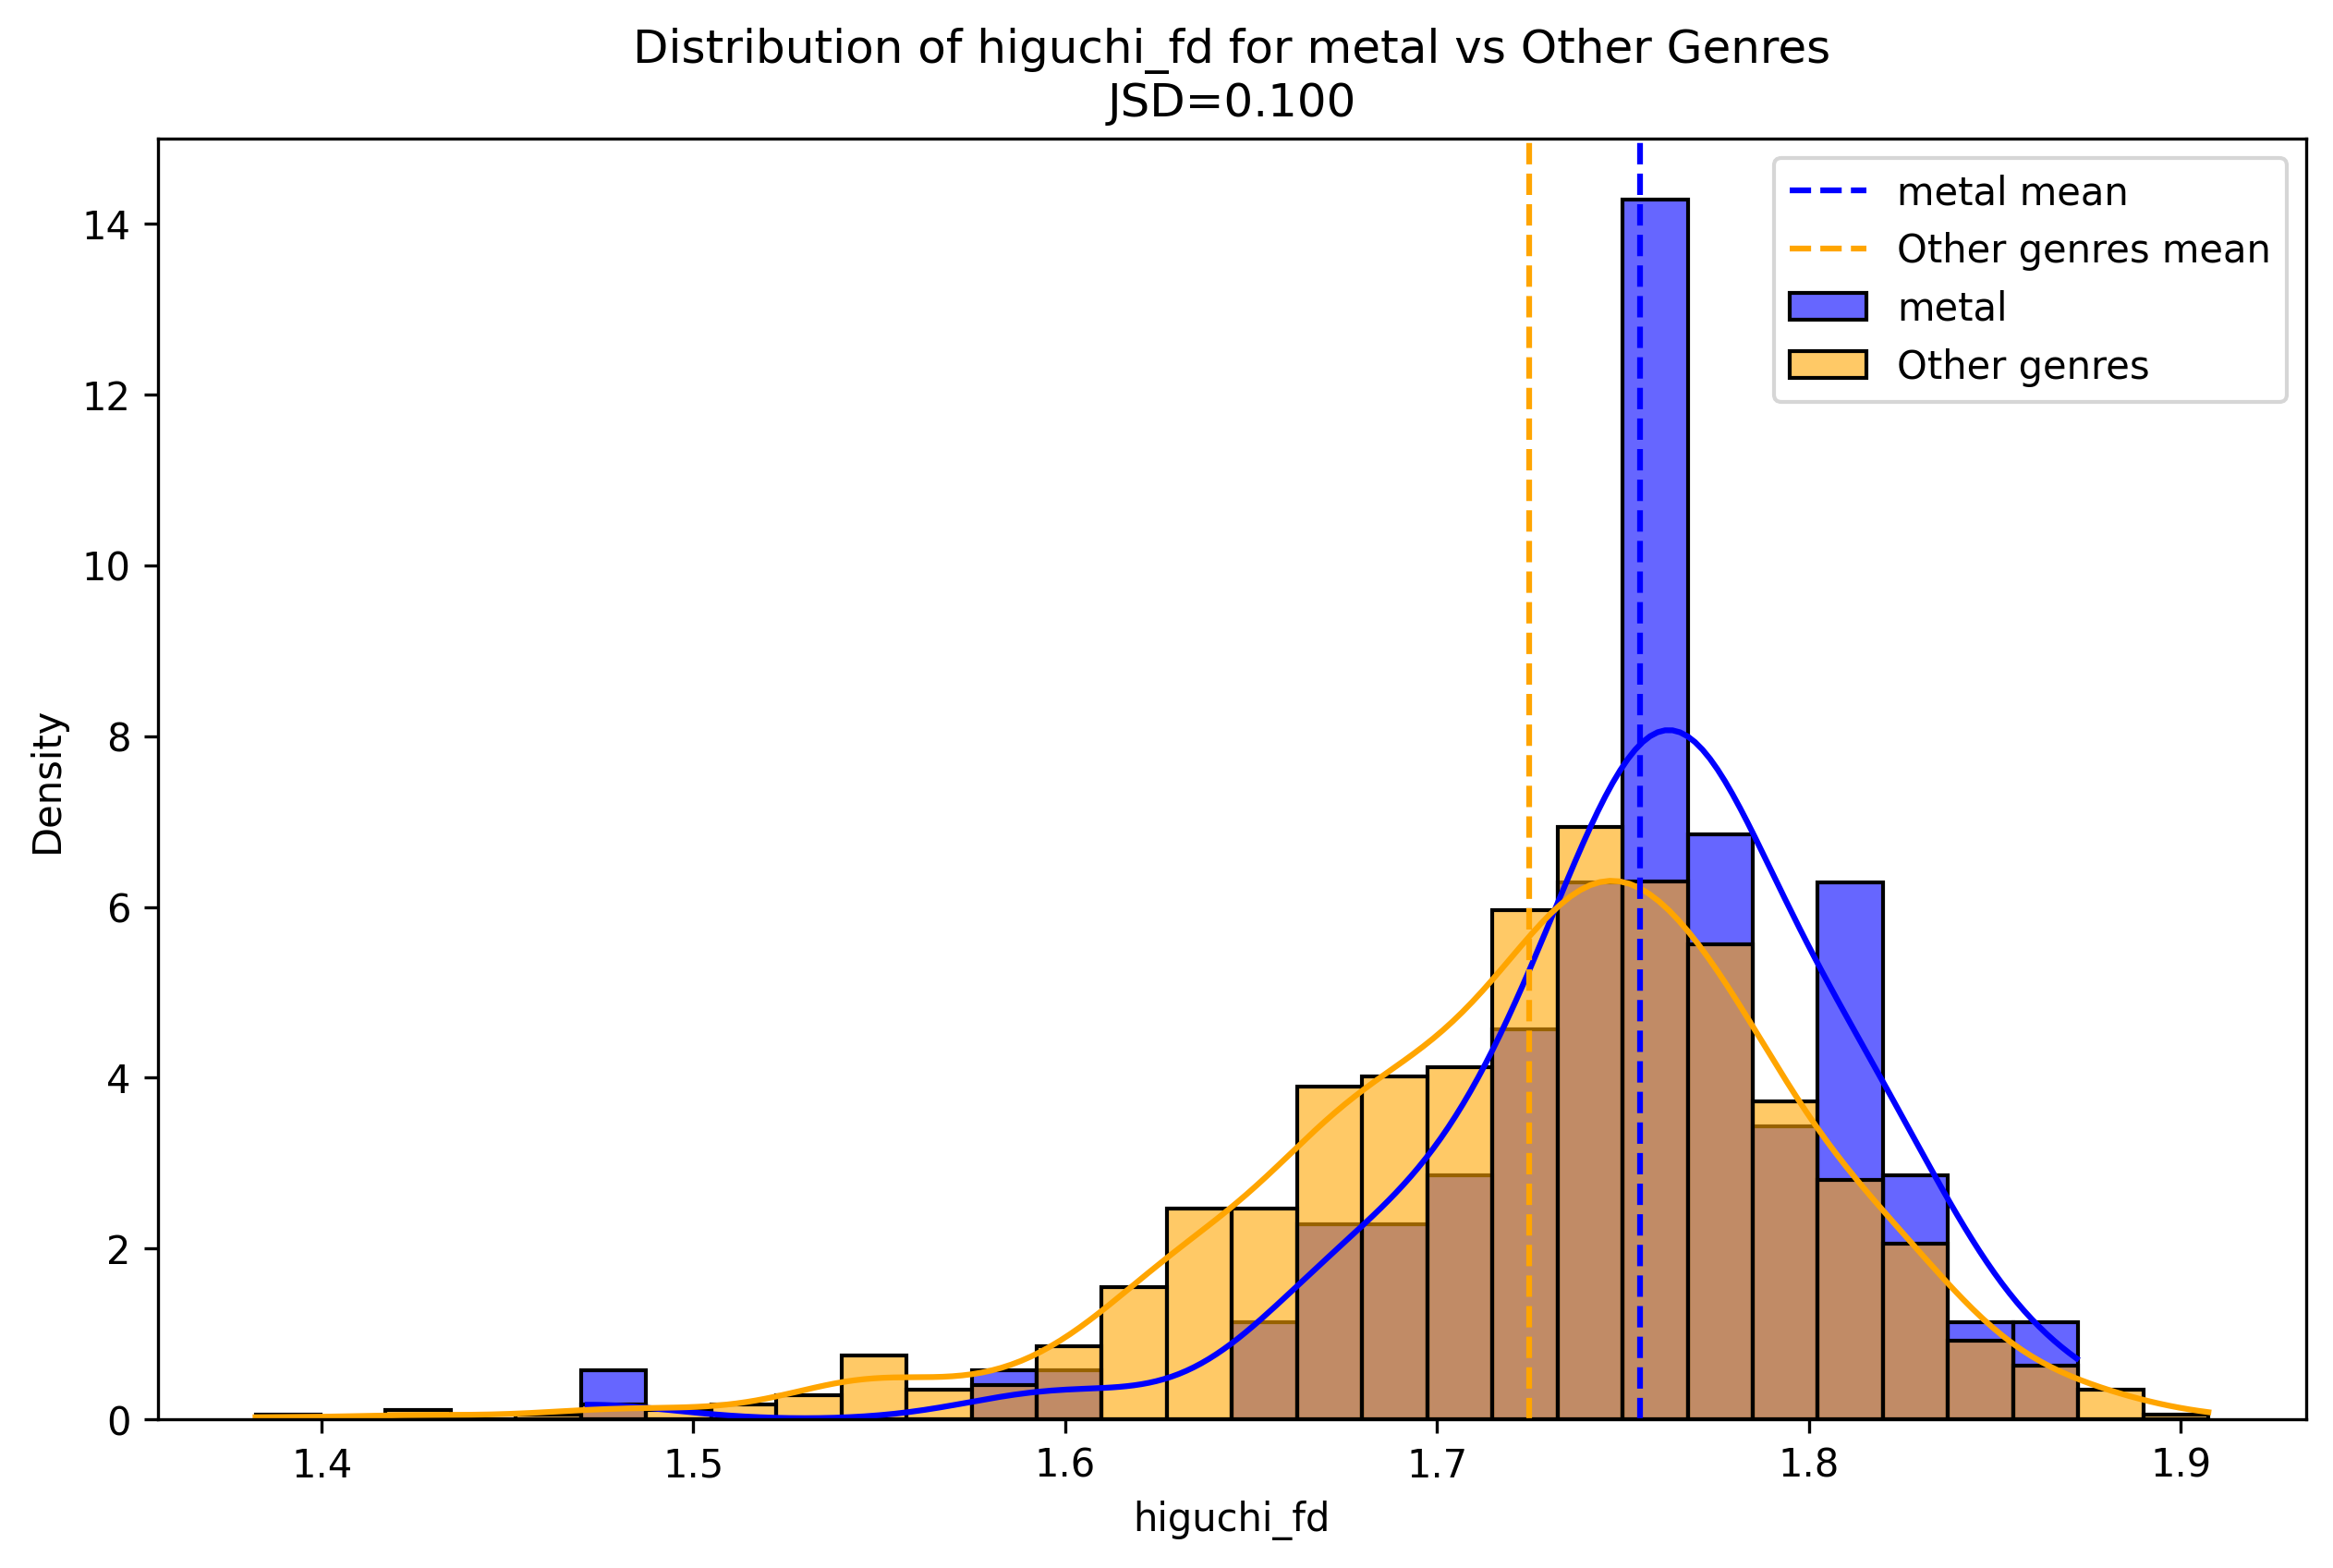 Distribution of higuchi_fd for metal vs Other Genres
JSD=0.100
metal mean
Other genres mean
metal
Other genres
14
12
10
8
6
4
2
0
Density
1.4
1.5
1.6
1.7
1.8
1.9
higuchi_fd